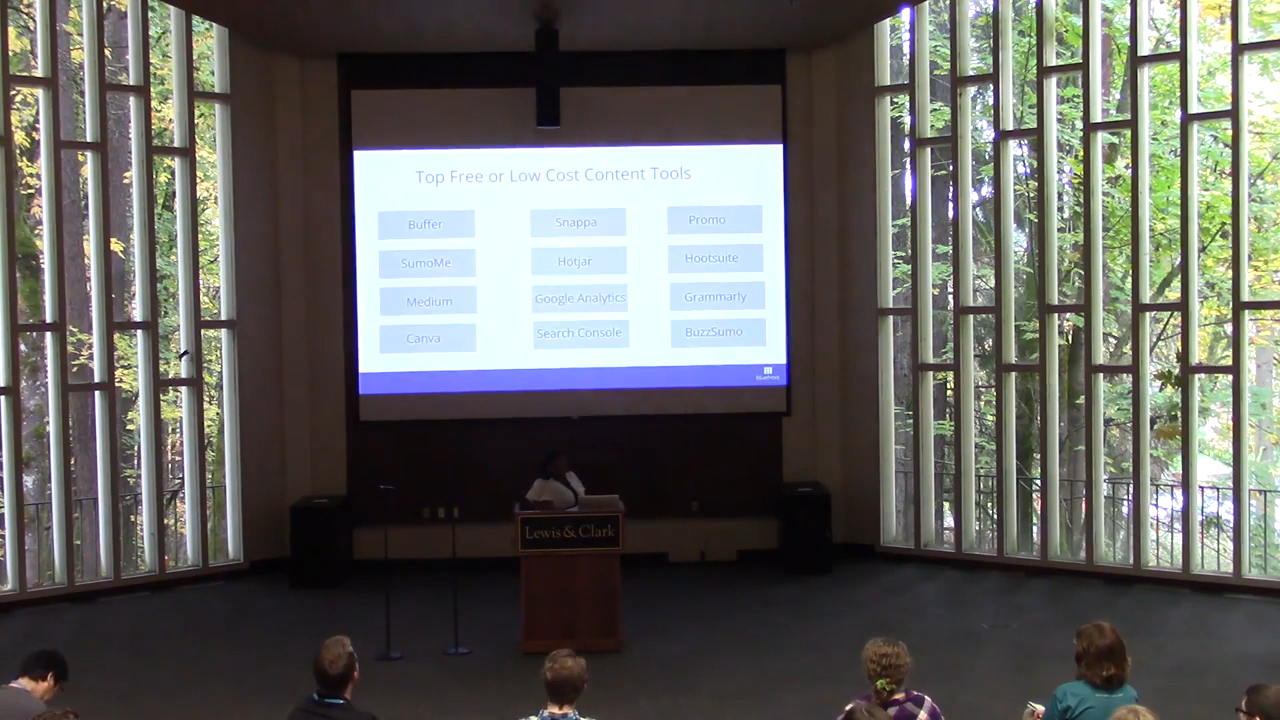 Top Free or Low Cost Content Tools
Buffer
Snappa
Promo
SumoMe
Hotjar
Hootsuite
Medium
Google Analytics
Grammarly
Canva
Search Console
BuzzSumo
Lewis & Clark